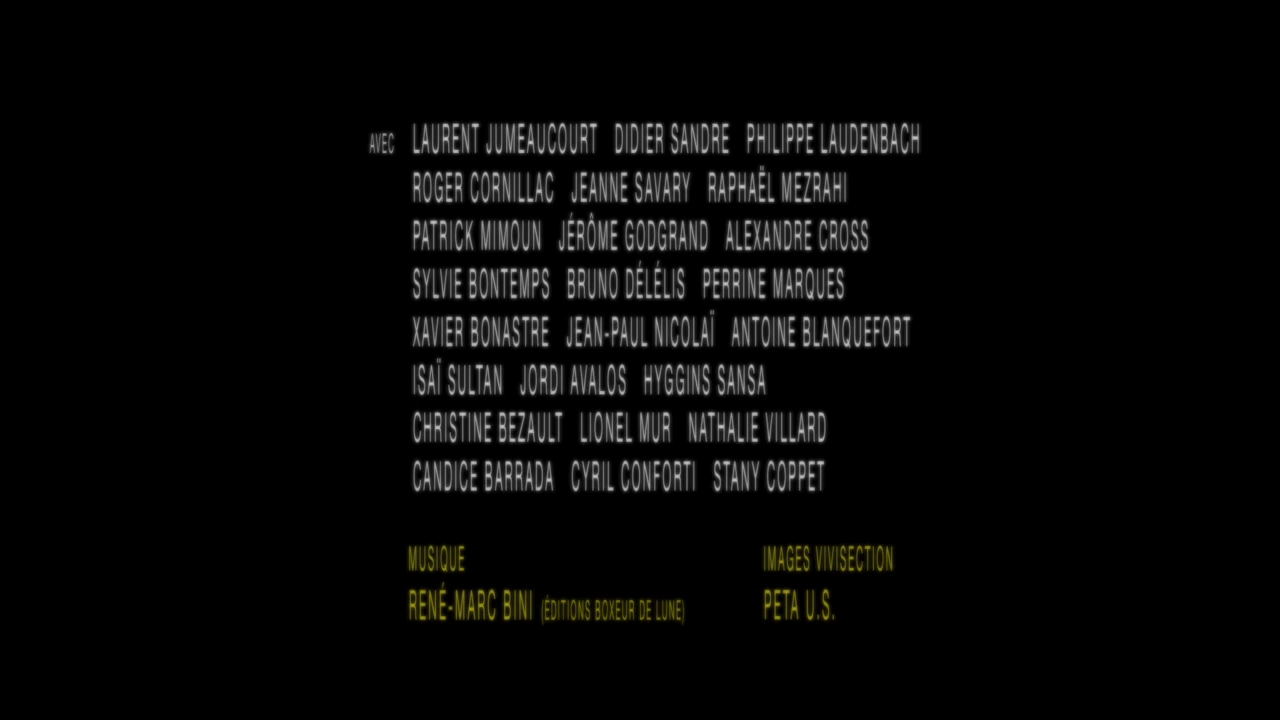 AVEC LAURENT JUMEAUCOURT DIDIER SANDRE PHILIPPE LAUDENBACH
ROGER CORNILLAC JEANNE SAVARY RAPHAËL MEZRAHI
PATRICK MIMOUN JÉRÔME GODGRAND ALEXANDRE CROSS
SYLVIE BONTEMPS BRUNO DÉLÉLIS PERRINE MARQUES
XAVIER BONASTRE JEAN-PAUL NICOLAÏ ANTOINE BLANQUEFORT
ISAÏ SULTAN JORDI AVALOS HYGGINS SANSA
CHRISTINE BEZAULT LIONEL MUR NATHALIE VILLARD
CANDICE BARRADA CYRIL CONFORTI STANY COPPET
MUSIQUE
RENÉ-MARC BINI (ÉDITIONS BOXEUR DE LUNE)
IMAGES VIVISECTION
PETA U.S.